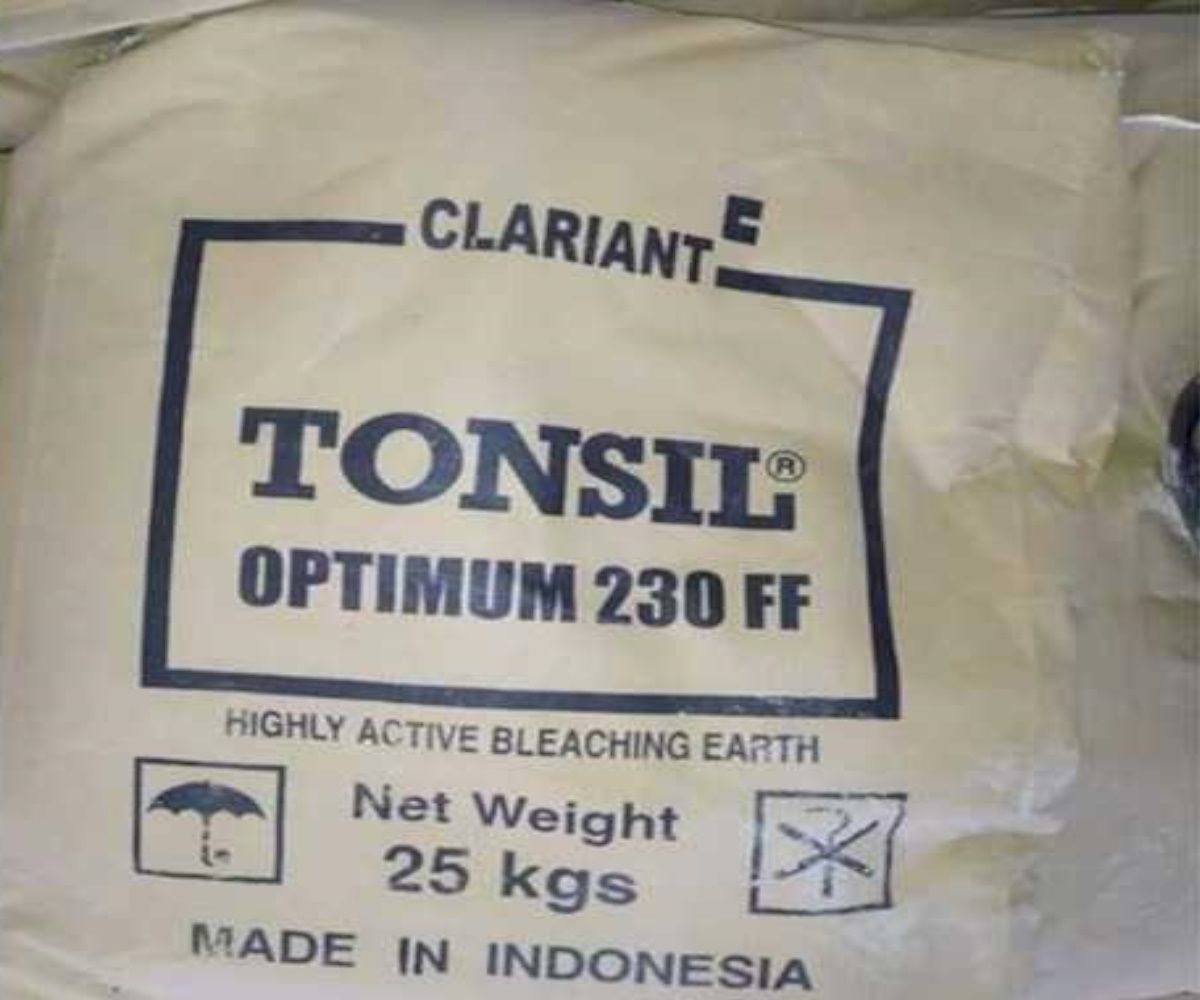 CLARIANT
TONSIL®
OPTIMUM 230 FF
HIGHLY ACTIVE BLEACHING EARTH
Net Weight
25 kgs
MADE IN INDONESIA